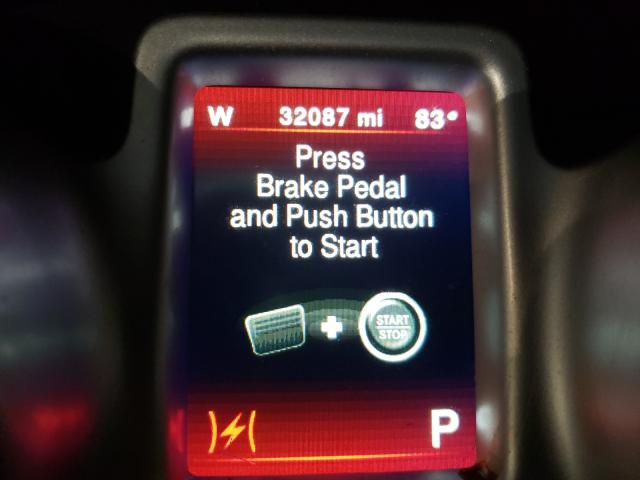 W 32087 mi 83°
Press
Brake Pedal
and Push Button
to Start
START
STOP
P